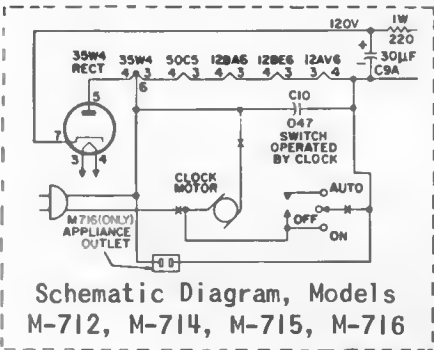 120V
1W
220
30µF
C9A
+
–
35W4
RECT
35W4
50C5
12BA6
12BE6
12AV6
4 3
4 3
4 3
4 3
4 3
5
6
7
3 4
C10
.047
SWITCH
OPERATED
BY CLOCK
CLOCK
MOTOR
AUTO
OFF
ON
M716(ONLY)
APPLIANCE
OUTLET
Schematic Diagram, Models
M-712, M-714, M-715, M-716